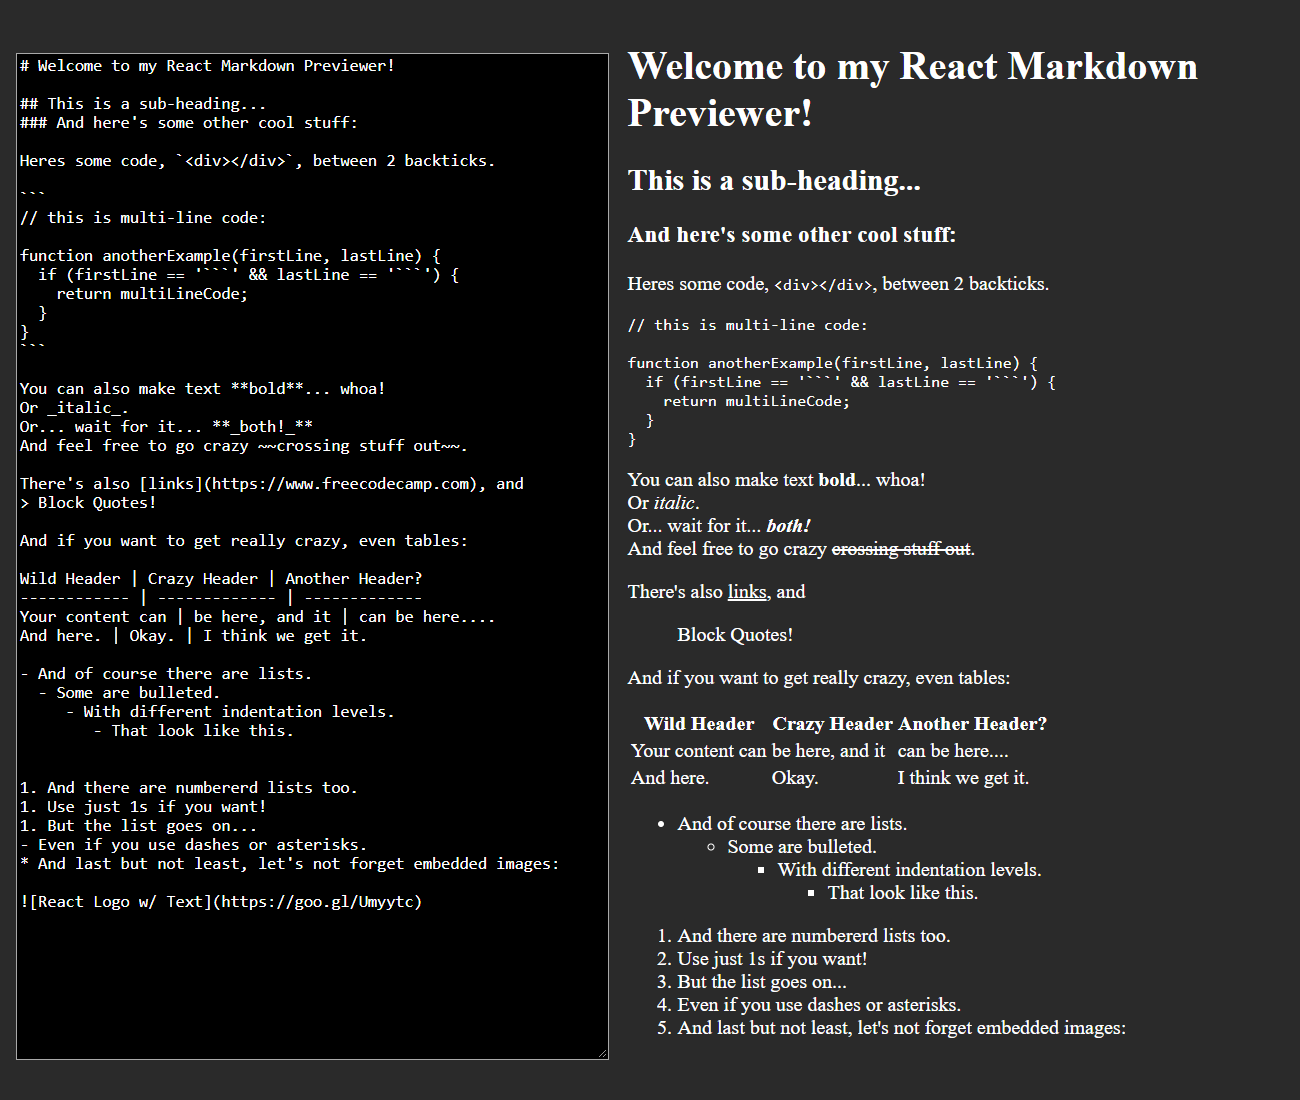 # Welcome to my React Markdown Previewer!

## This is a sub-heading...
### And here's some other cool stuff:

Heres some code, `<div></div>`, between 2 backticks.

```
// this is multi-line code:

function anotherExample(firstLine, lastLine) {
  if (firstLine == '```' && lastLine == '```') {
    return multiLineCode;
  }
}
```

You can also make text **bold**... whoa!
Or _italic_.
Or... wait for it... **_both!_**
And feel free to go crazy ~~crossing stuff out~~.

There's also [links](https://www.freecodecamp.com), and
> Block Quotes!

And if you want to get really crazy, even tables:

Wild Header | Crazy Header | Another Header?
------------ | ------------- | -------------
Your content can | be here, and it | can be here....
And here. | Okay. | I think we get it.

- And of course there are lists.
  - Some are bulleted.
     - With different indentation levels.
        - That look like this.


1. And there are numbererd lists too.
1. Use just 1s if you want!
1. But the list goes on...
- Even if you use dashes or asterisks.
* And last but not least, let's not forget embedded images:

![React Logo w/ Text](https://goo.gl/Umyytc)

Welcome to my React Markdown
Previewer!
This is a sub-heading...
And here's some other cool stuff:
Heres some code, <div></div>, between 2 backticks.
// this is multi-line code:

function anotherExample(firstLine, lastLine) {
  if (firstLine == '```' && lastLine == '```') {
    return multiLineCode;
  }
}
You can also make text bold... whoa!
Or italic.
Or... wait for it... both!
And feel free to go crazy crossing stuff out.
There's also links, and
Block Quotes!
And if you want to get really crazy, even tables:
Wild Header Crazy Header Another Header?
Your content can be here, and it can be here....
And here. Okay. I think we get it.
• And of course there are lists.
◦ Some are bulleted.
▪ With different indentation levels.
▪ That look like this.
1. And there are numbererd lists too.
2. Use just 1s if you want!
3. But the list goes on...
4. Even if you use dashes or asterisks.
5. And last but not least, let's not forget embedded images: